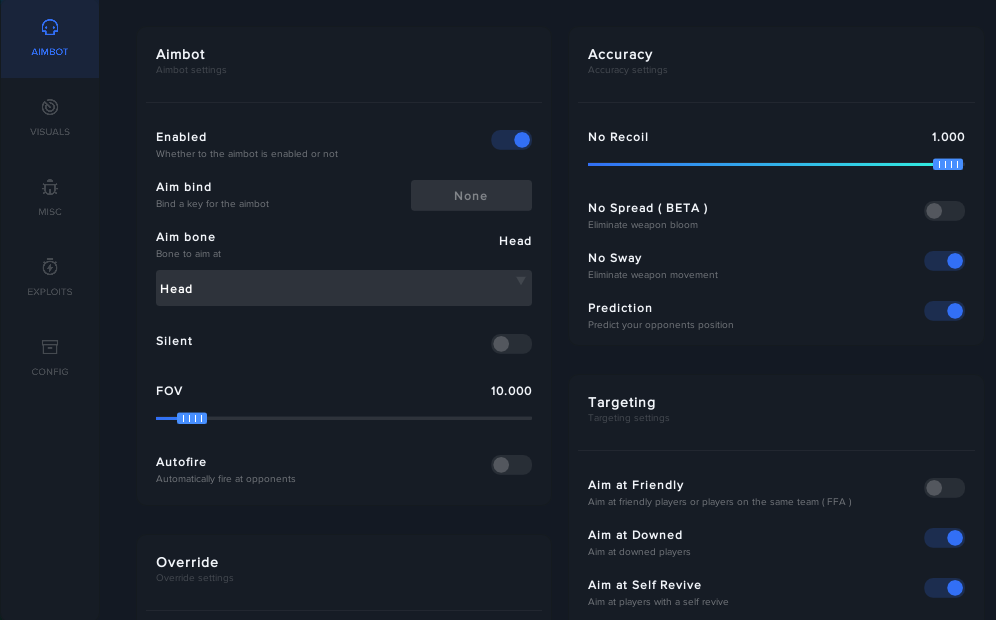 AIMBOT
VISUALS
MISC
EXPLOITS
CONFIG
Aimbot
Aimbot settings
Enabled
Whether to the aimbot is enabled or not
Aim bind
None
Bind a key for the aimbot
Aim bone
Head
Bone to aim at
Head
Silent
FOV
10.000
Autofire
Automatically fire at opponents
Override
Override settings
Accuracy
Accuracy settings
No Recoil
1.000
No Spread ( BETA )
Eliminate weapon bloom
No Sway
Eliminate weapon movement
Prediction
Predict your opponents position
Targeting
Targeting settings
Aim at Friendly
Aim at friendly players or players on the same team ( FFA )
Aim at Downed
Aim at downed players
Aim at Self Revive
Aim at players with a self revive